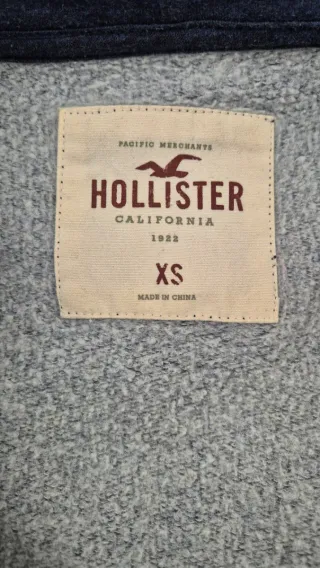 PACIFIC MERCHANTS
HOLLISTER
CALIFORNIA
1922
XS
MADE IN CHINA